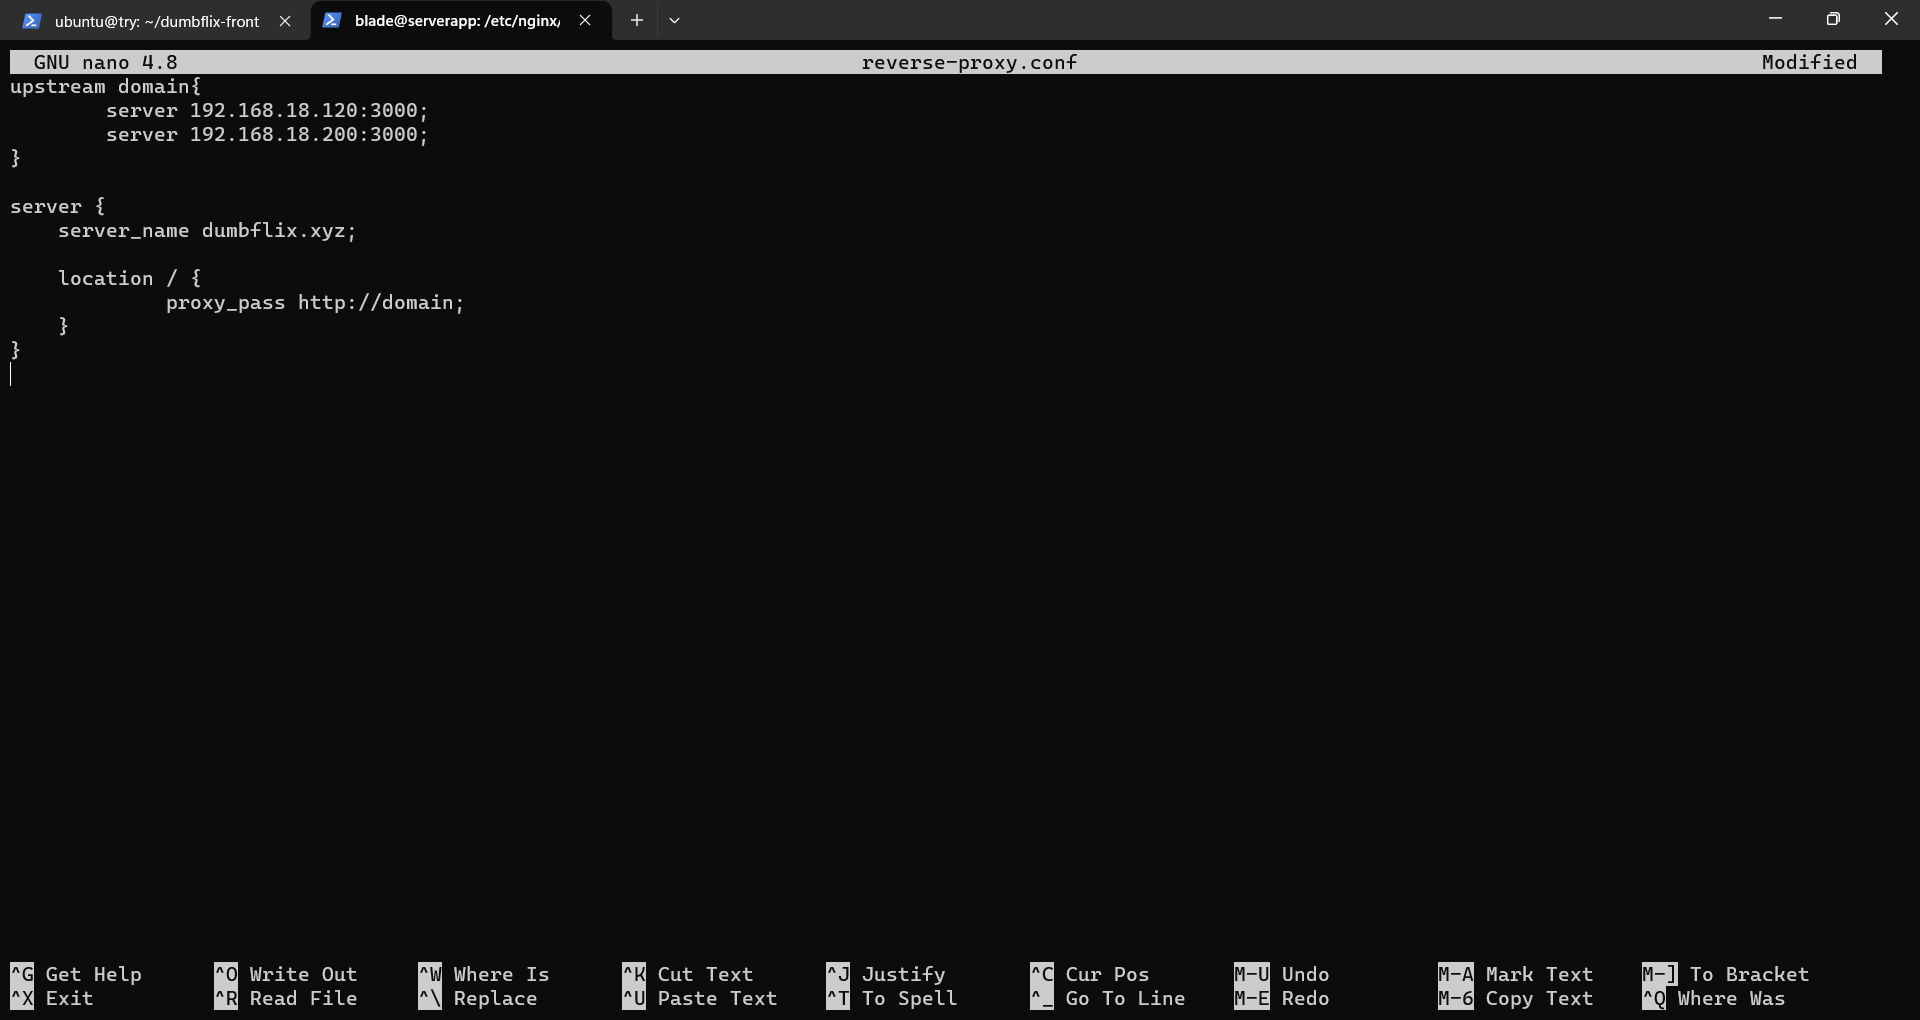 ubuntu@try: ~/dumbflix-front
blade@serverapp: /etc/nginx/
GNU nano 4.8 reverse-proxy.conf Modified
upstream domain{
        server 192.168.18.120:3000;
        server 192.168.18.200:3000;
}
server {
    server_name dumbflix.xyz;
    location / {
             proxy_pass http://domain;
    }
}
^G Get Help ^O Write Out ^W Where Is ^K Cut Text ^J Justify ^C Cur Pos M-U Undo M-A Mark Text M-] To Bracket
^X Exit ^R Read File ^\ Replace ^U Paste Text ^T To Spell ^_ Go To Line M-E Redo M-6 Copy Text ^Q Where Was